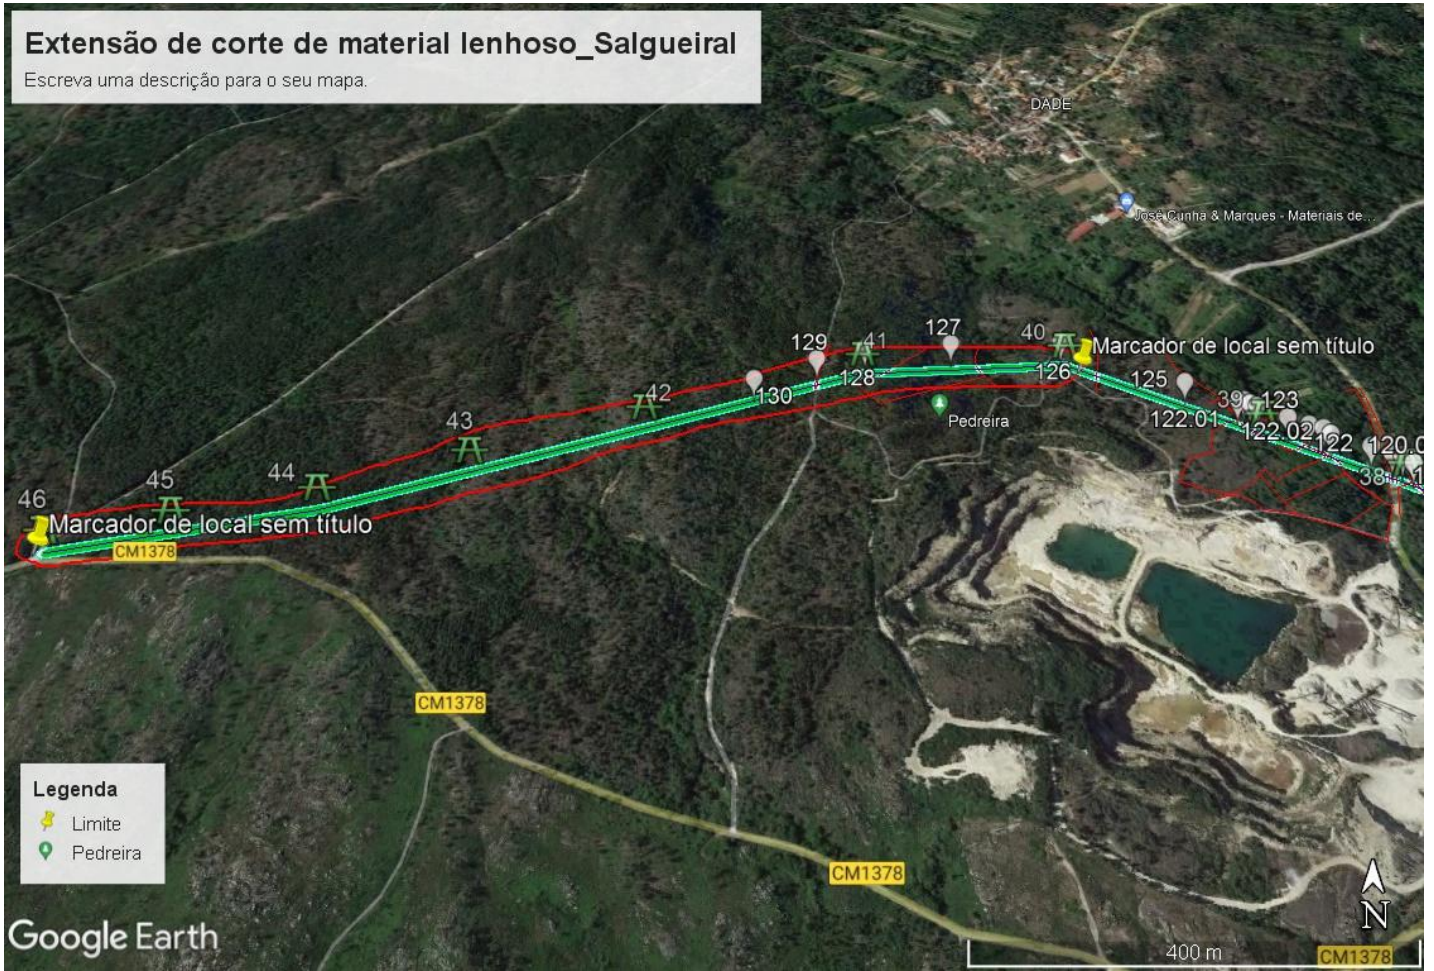 Extensão de corte de material lenhoso_Salgueiral
Escreva uma descrição para o seu mapa.
DADE
José Cunha & Marques - Materiais de...
129
41
127
40
Marcador de local sem título
128
126
125
39
123
130
42
122.01
122.02
122
120.0
38
43
Pedreira
44
45
46
Marcador de local sem título
CM1378
CM1378
CM1378
CM1378
Legenda
Limite
Pedreira
N
400 m
Google Earth